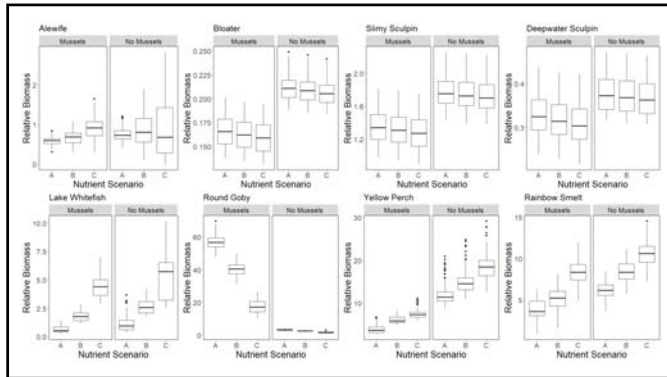 Alewife
Mussels
No Mussels
Relative Biomass
2
1
0
A
B
C
A
B
C
Nutrient Scenario
Bloater
Mussels
No Mussels
Relative Biomass
0.250
0.225
0.200
0.175
0.150
A
B
C
A
B
C
Nutrient Scenario
Slimy Sculpin
Mussels
No Mussels
Relative Biomass
2.0
1.6
1.2
A
B
C
A
B
C
Nutrient Scenario
Deepwater Sculpin
Mussels
No Mussels
Relative Biomass
0.4
0.3
A
B
C
A
B
C
Nutrient Scenario
Lake Whitefish
Mussels
No Mussels
Relative Biomass
10.0
7.5
5.0
2.5
0.0
A
B
C
A
B
C
Nutrient Scenario
Round Goby
Mussels
No Mussels
Relative Biomass
60
40
20
0
A
B
C
A
B
C
Nutrient Scenario
Yellow Perch
Mussels
No Mussels
Relative Biomass
30
20
10
A
B
C
A
B
C
Nutrient Scenario
Rainbow Smelt
Mussels
No Mussels
Relative Biomass
15
10
5
A
B
C
A
B
C
Nutrient Scenario